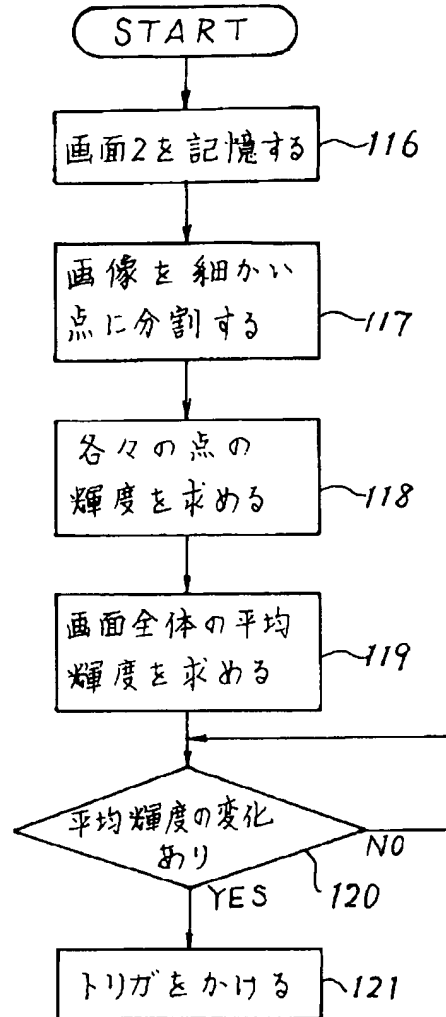 START
画面2を記憶する
116
画像を細かい
点に分割する
117
各々の点の
輝度を求める
118
画面全体の平均
輝度を求める
119
平均輝度の変化
あり
NO
YES
120
トリガをかける
121